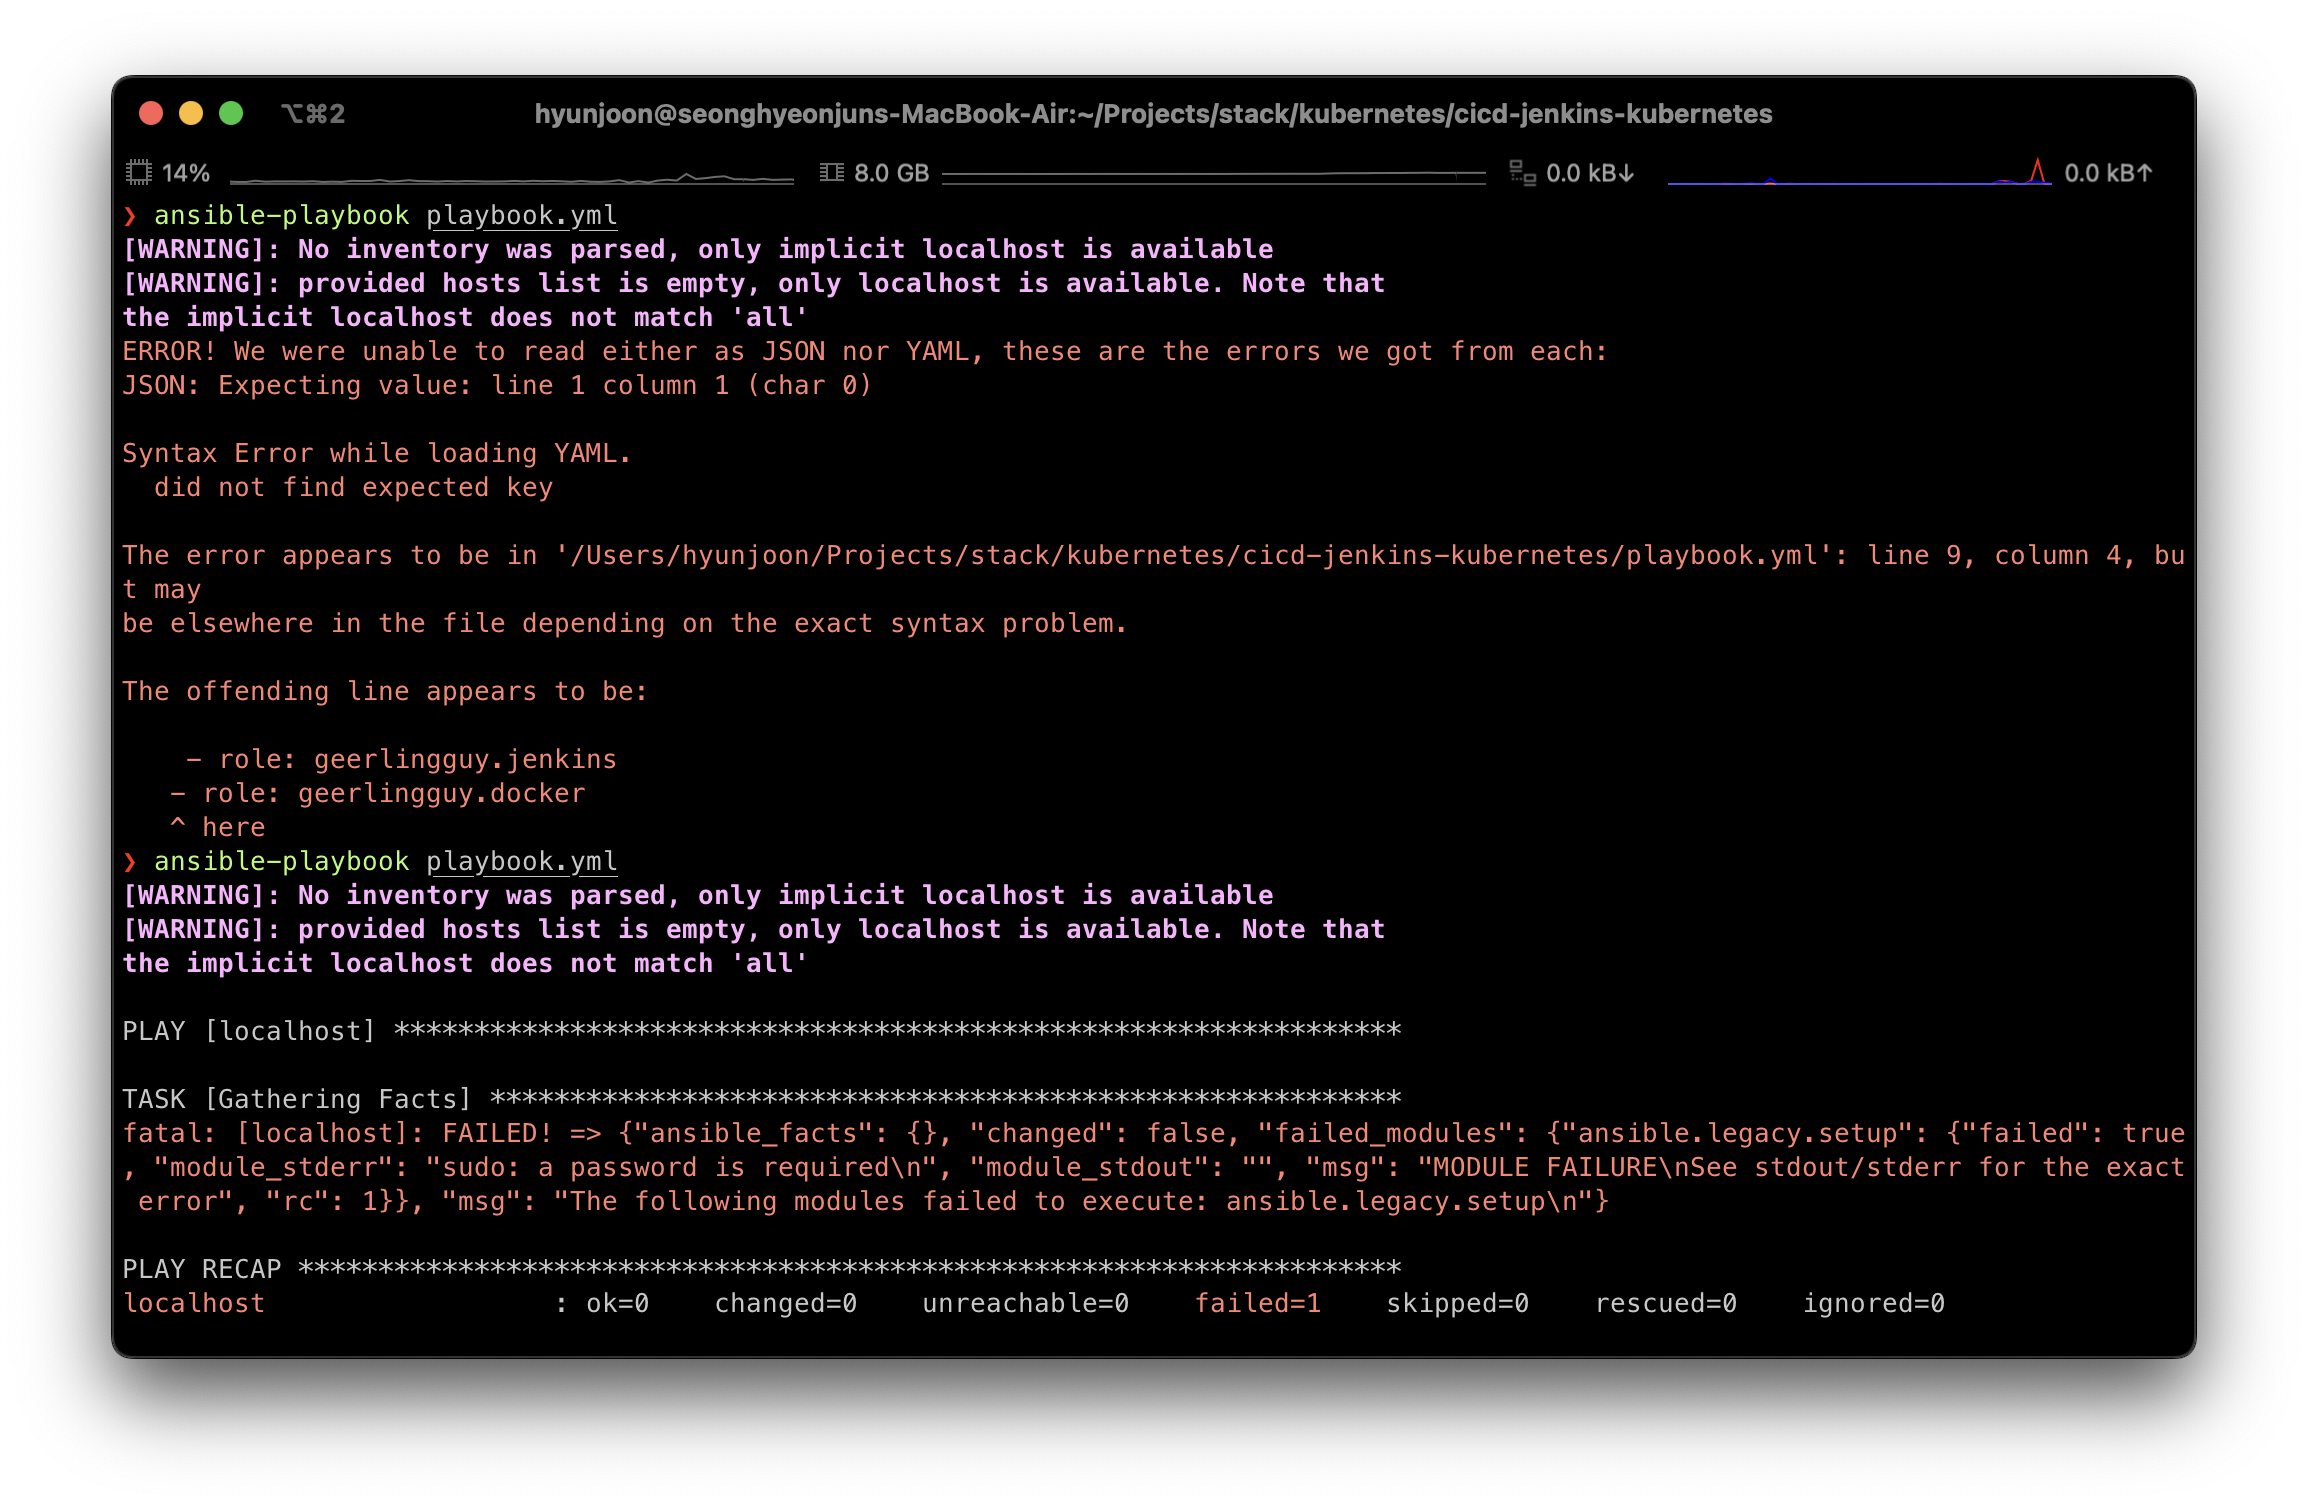 ⌥⌘2 hyunjoon@seonghyeonjuns-MacBook-Air:~/Projects/stack/kubernetes/cicd-jenkins-kubernetes
14% 8.0 GB 0.0 kB↓ 0.0 kB↑
❯ ansible-playbook playbook.yml
[WARNING]: No inventory was parsed, only implicit localhost is available
[WARNING]: provided hosts list is empty, only localhost is available. Note that
the implicit localhost does not match 'all'
ERROR! We were unable to read either as JSON nor YAML, these are the errors we got from each:
JSON: Expecting value: line 1 column 1 (char 0)

Syntax Error while loading YAML.
  did not find expected key

The error appears to be in '/Users/hyunjoon/Projects/stack/kubernetes/cicd-jenkins-kubernetes/playbook.yml': line 9, column 4, bu
t may
be elsewhere in the file depending on the exact syntax problem.

The offending line appears to be:

    - role: geerlingguy.jenkins
   - role: geerlingguy.docker
   ^ here
❯ ansible-playbook playbook.yml
[WARNING]: No inventory was parsed, only implicit localhost is available
[WARNING]: provided hosts list is empty, only localhost is available. Note that
the implicit localhost does not match 'all'

PLAY [localhost] ***************************************************************

TASK [Gathering Facts] *********************************************************
fatal: [localhost]: FAILED! => {"ansible_facts": {}, "changed": false, "failed_modules": {"ansible.legacy.setup": {"failed": true
, "module_stderr": "sudo: a password is required\n", "module_stdout": "", "msg": "MODULE FAILURE\nSee stdout/stderr for the exact
 error", "rc": 1}}, "msg": "The following modules failed to execute: ansible.legacy.setup\n"}

PLAY RECAP *********************************************************************
localhost                  : ok=0    changed=0    unreachable=0    failed=1    skipped=0    rescued=0    ignored=0